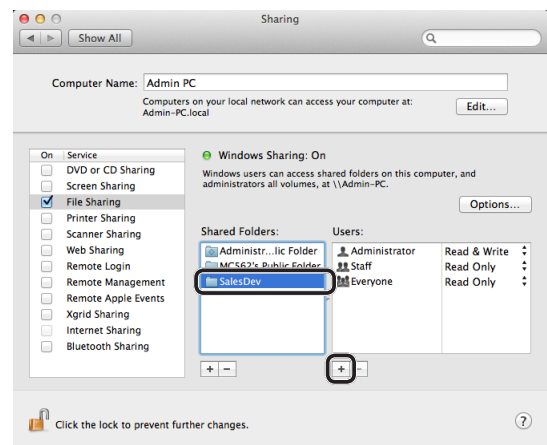 Sharing
Show All
Computer Name: Admin PC
Computers on your local network can access your computer at:
Admin-PC.local
Edit...
On Service
DVD or CD Sharing
Screen Sharing
File Sharing
Printer Sharing
Scanner Sharing
Web Sharing
Remote Login
Remote Management
Remote Apple Events
Xgrid Sharing
Internet Sharing
Bluetooth Sharing
Windows Sharing: On
Windows users can access shared folders on this computer, and
administrators all volumes, at \\Admin-PC.
Options...
Shared Folders:
Administr...lic Folder
MC562's Public Folder
SalesDev
+ −
Users:
Administrator Read & Write
Staff Read Only
Everyone Read Only
+ −
Click the lock to prevent further changes.
?